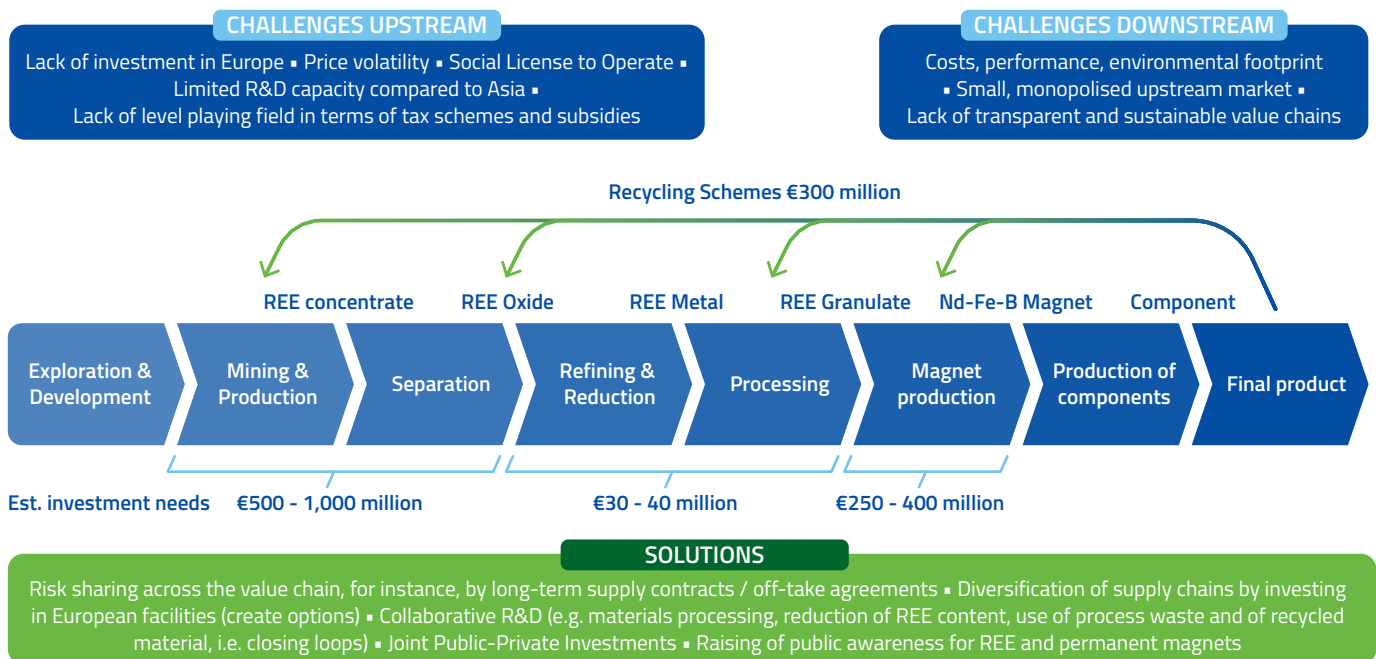 CHALLENGES UPSTREAM
Lack of investment in Europe ▪ Price volatility ▪ Social License to Operate ▪
Limited R&D capacity compared to Asia ▪
Lack of level playing field in terms of tax schemes and subsidies
CHALLENGES DOWNSTREAM
Costs, performance, environmental footprint
▪ Small, monopolised upstream market ▪
Lack of transparent and sustainable value chains
Recycling Schemes €300 million
REE concentrate
REE Oxide
REE Metal
REE Granulate
Nd-Fe-B Magnet
Component
Exploration &
Development
Mining &
Production
Separation
Refining &
Reduction
Processing
Magnet
production
Production of
components
Final product
Est. investment needs
€500 - 1,000 million
€30 - 40 million
€250 - 400 million
SOLUTIONS
Risk sharing across the value chain, for instance, by long-term supply contracts / off-take agreements ▪ Diversification of supply chains by investing
in European facilities (create options) ▪ Collaborative R&D (e.g. materials processing, reduction of REE content, use of process waste and of recycled
material, i.e. closing loops) ▪ Joint Public-Private Investments ▪ Raising of public awareness for REE and permanent magnets